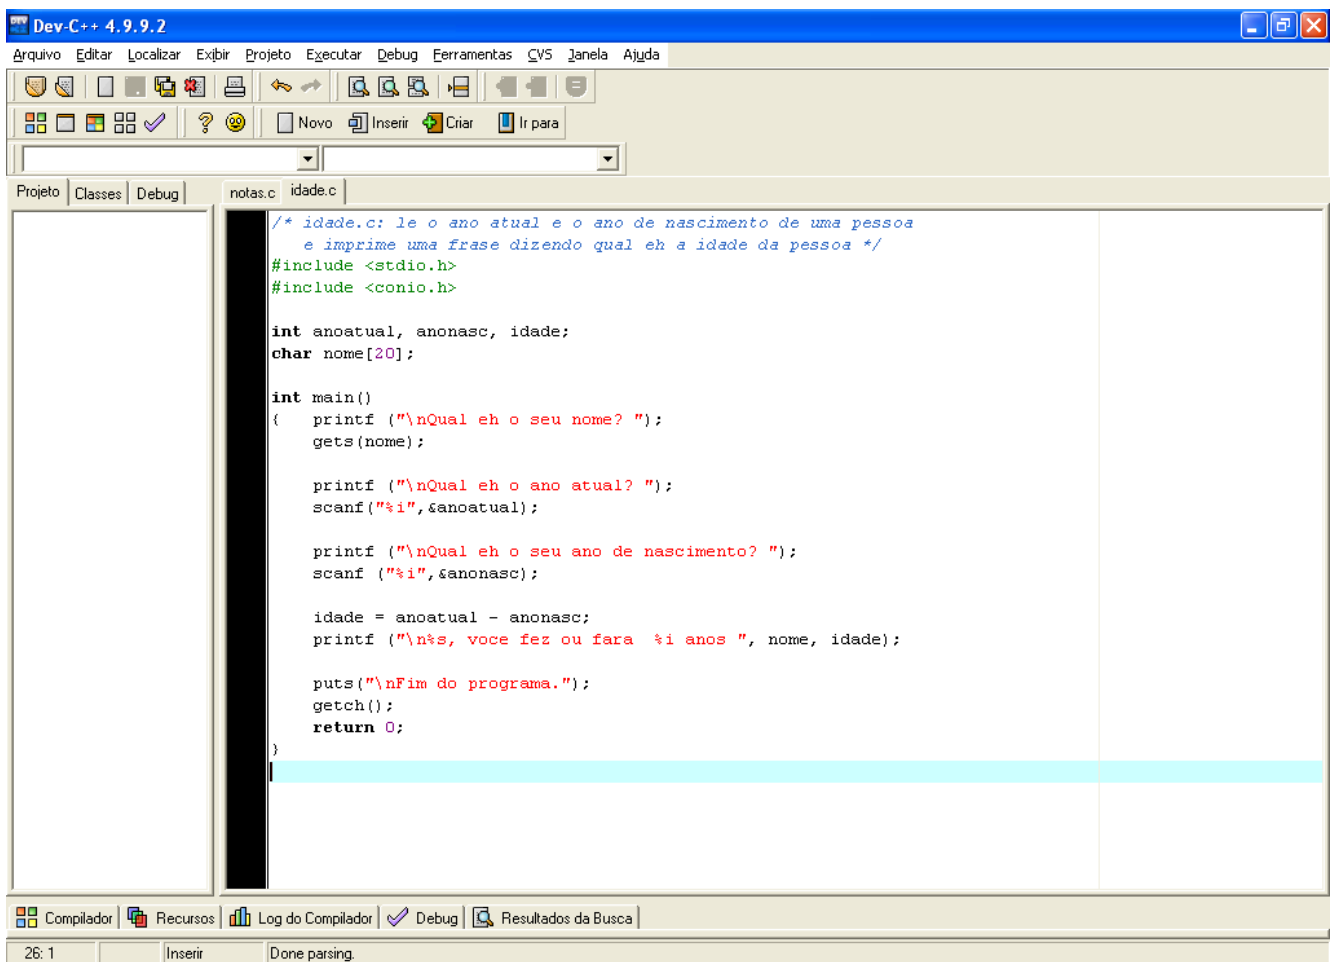 Dev-C++ 4.9.9.2
Arquivo Editar Localizar Exibir Projeto Executar Debug Ferramentas CVS Janela Ajuda
Novo Inserir Criar Ir para
Projeto Classes Debug notas.c idade.c
/* idade.c: le o ano atual e o ano de nascimento de uma pessoa
e imprime uma frase dizendo qual eh a idade da pessoa */
#include <stdio.h>
#include <conio.h>
int anoatual, anonasc, idade;
char nome[20];
int main()
{ printf ("\nQual eh o seu nome? ");
gets(nome);
printf ("\nQual eh o ano atual? ");
scanf("%i",&anoatual);
printf ("\nQual eh o seu ano de nascimento? ");
scanf ("%i",&anonasc);
idade = anoatual - anonasc;
printf ("\n%s, voce fez ou fara  %i anos ", nome, idade);
puts("\nFim do programa.");
getch();
return 0;
}
Compilador Recursos Log do Compilador Debug Resultados da Busca
26: 1 Inserir Done parsing.